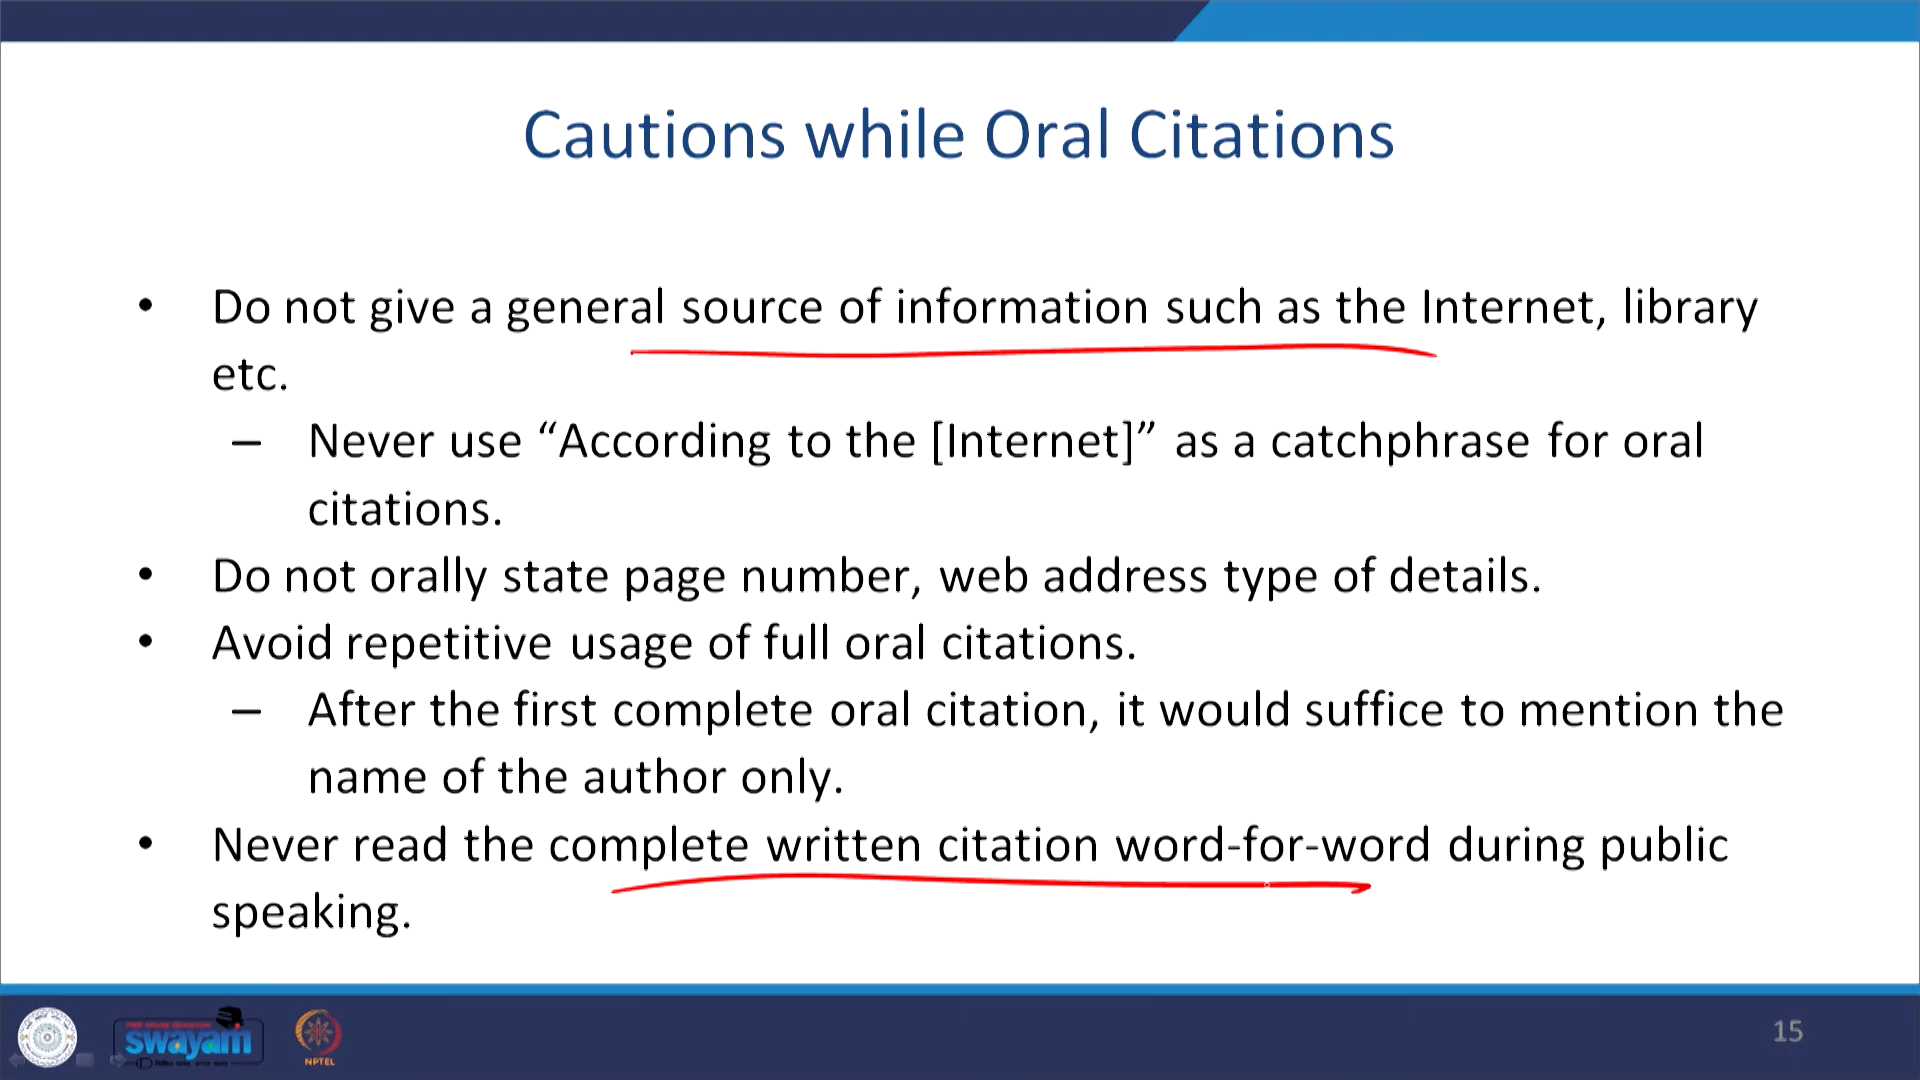 Cautions while Oral Citations
• Do not give a general source of information such as the Internet, library
etc.
– Never use “According to the [Internet]” as a catchphrase for oral
citations.
• Do not orally state page number, web address type of details.
• Avoid repetitive usage of full oral citations.
– After the first complete oral citation, it would suffice to mention the
name of the author only.
• Never read the complete written citation word-for-word during public
speaking.
FREE ONLINE EDUCATION
swayam
NPTEL
15